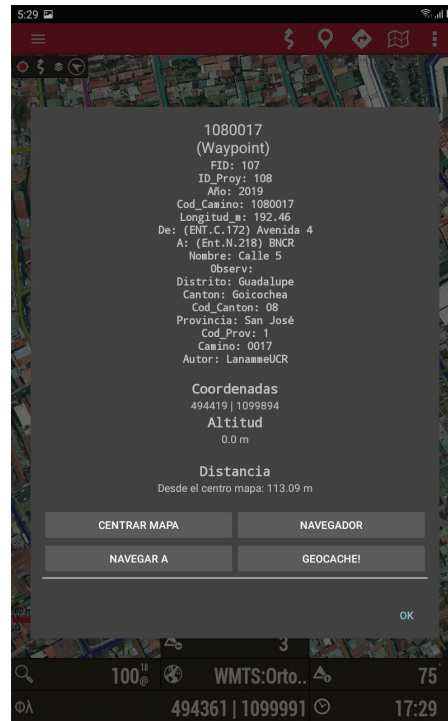 5:29
1080017
(Waypoint)
FID: 107
ID_Proy: 108
Año: 2019
Cod_Camino: 1080017
Longitud_m: 192.46
De: (ENT.C.172) Avenida 4
A: (Ent.N.218) BNCR
Nombre: Calle 5
Observ:
Distrito: Guadalupe
Canton: Goicochea
Cod_Canton: 08
Provincia: San José
Cod_Prov: 1
Camino: 0017
Autor: LanammeUCR
Coordenadas
494419 | 1099894
Altitud
0.0 m
Distancia
Desde el centro mapa: 113.09 m
CENTRAR MAPA NAVEGADOR
NAVEGAR A GEOCACHE!
OK
80 m
3
100 18 @ WMTS:Orto.. 75°
Φλ 494361 | 1099991 17:29